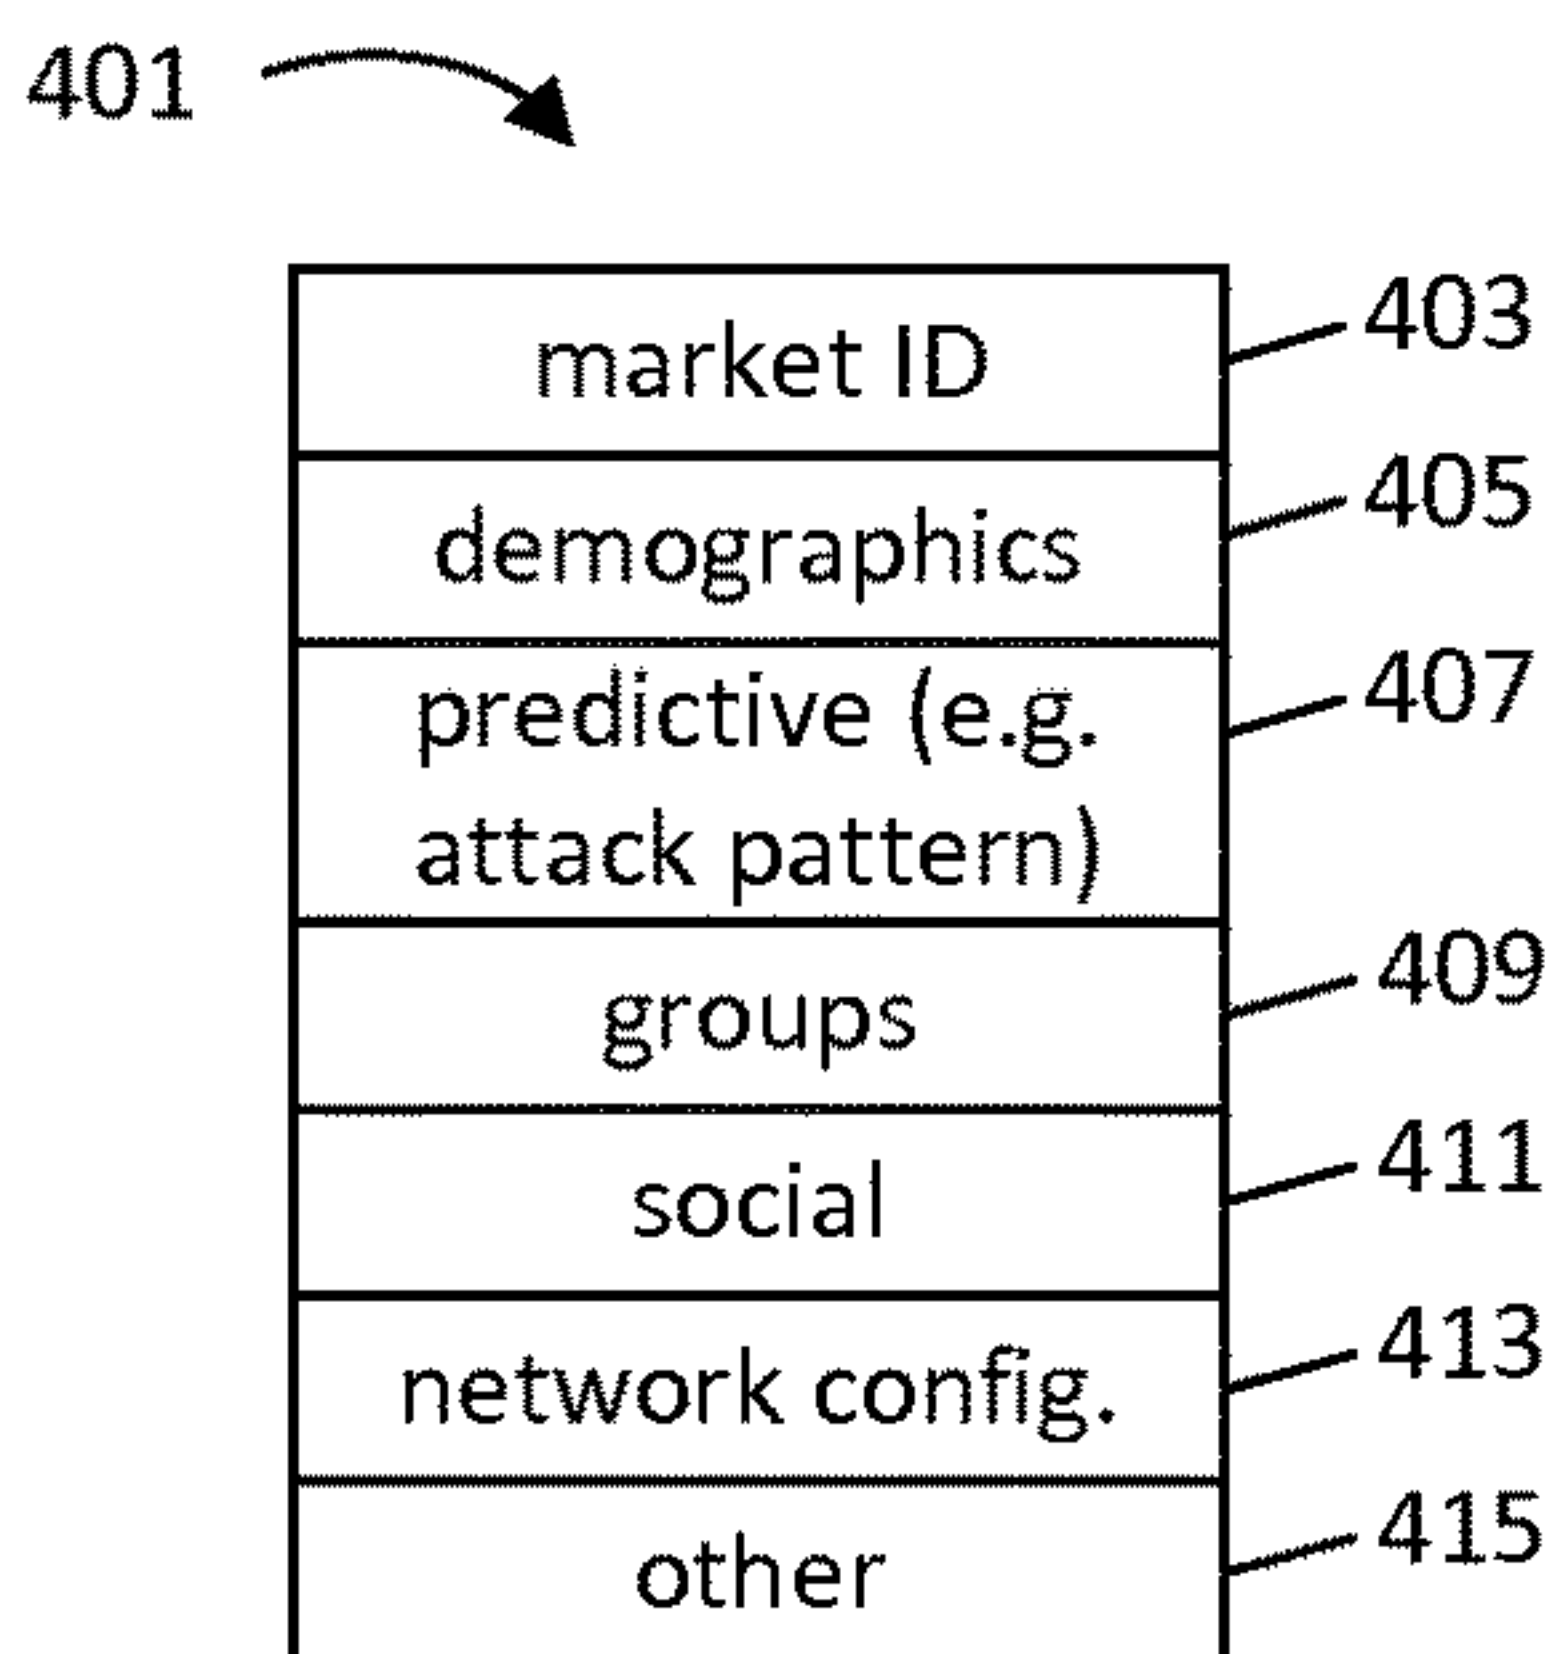 401
market ID
403
demographics
405
predictive (e.g.
attack pattern)
407
groups
409
social
411
network config.
413
other
415